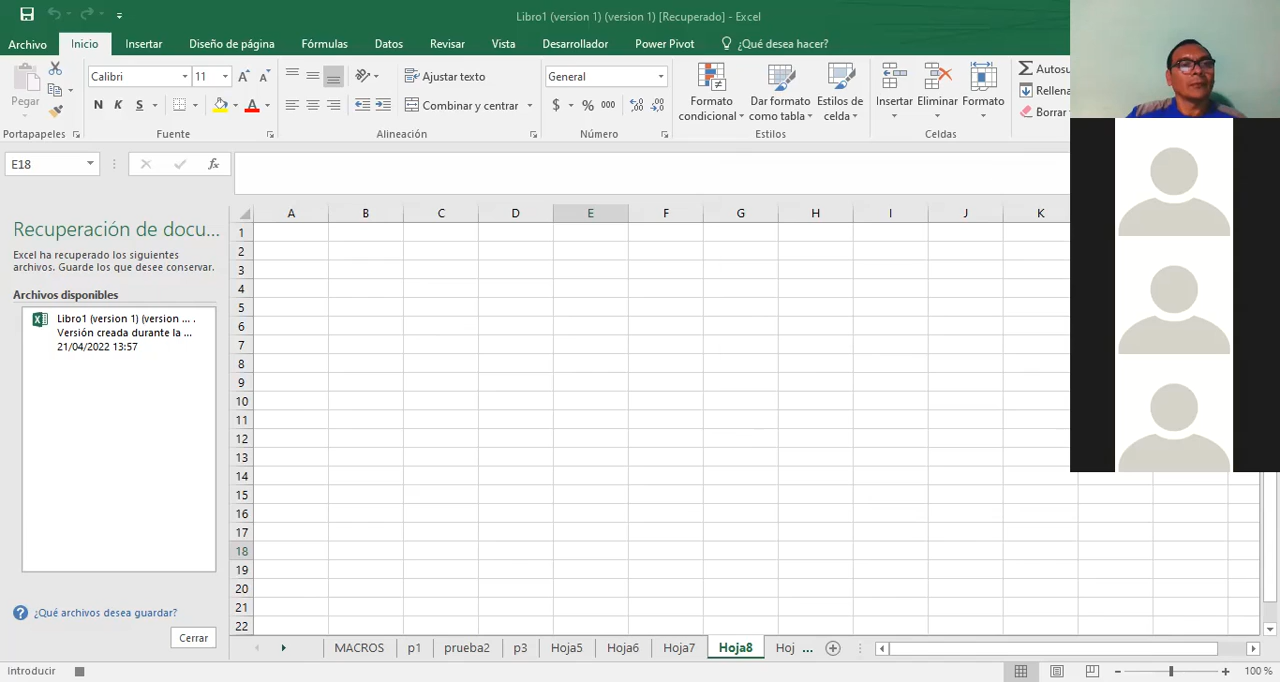 Libro1 (version 1) (version 1) [Recuperado] - Excel
Archivo Inicio Insertar Diseño de página Fórmulas Datos Revisar Vista Desarrollador Power Pivot ¿Qué desea hacer?
Pegar
Portapapeles
Calibri 11
N K S
Fuente
Ajustar texto
Combinar y centrar
Alineación
General
$ % 000
Número
Formato condicional
Dar formato como tabla
Estilos de celda
Estilos
Insertar Eliminar Formato
Celdas
Autosu
Rellena
Borrar
E18
fx
Recuperación de docu...
Excel ha recuperado los siguientes
archivos. Guarde los que desee conservar.
Archivos disponibles
Libro1 (version 1) (version ... .
Versión creada durante la ...
21/04/2022 13:57
¿Qué archivos desea guardar?
Cerrar
A B C D E F G H I J K
1
2
3
4
5
6
7
8
9
10
11
12
13
14
15
16
17
18
19
20
21
22
MACROS p1 prueba2 p3 Hoja5 Hoja6 Hoja7 Hoja8 Hoj ...
Introducir
100 %